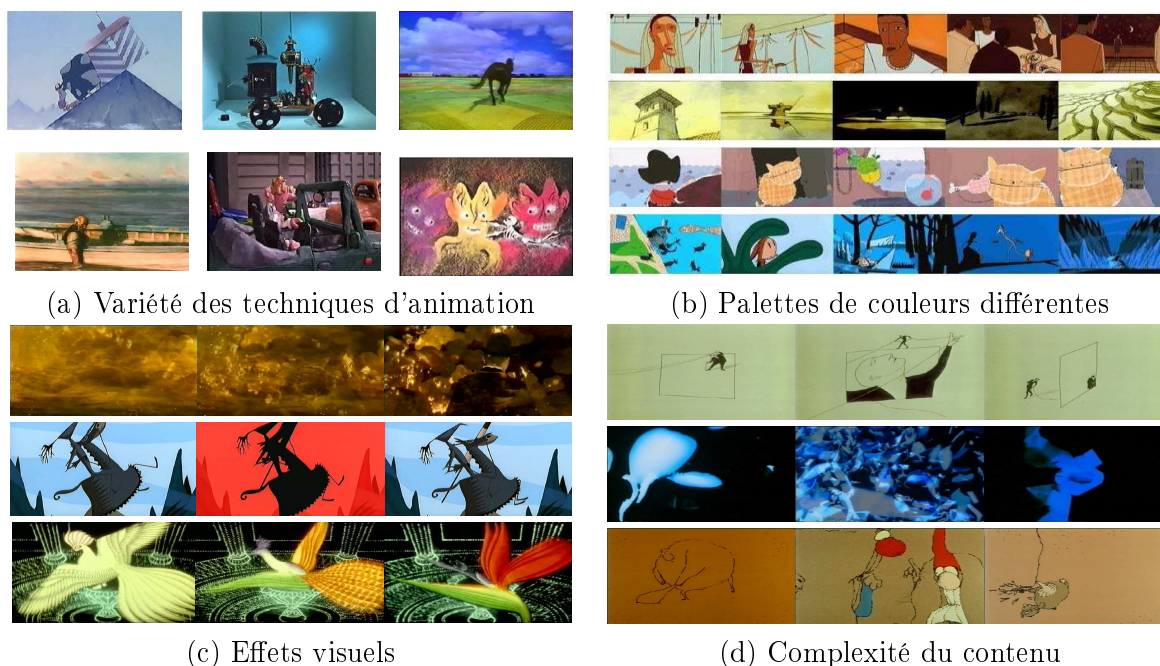 (a) Variété des techniques d'animation
(b) Palettes de couleurs différentes
(c) Effets visuels
(d) Complexité du contenu